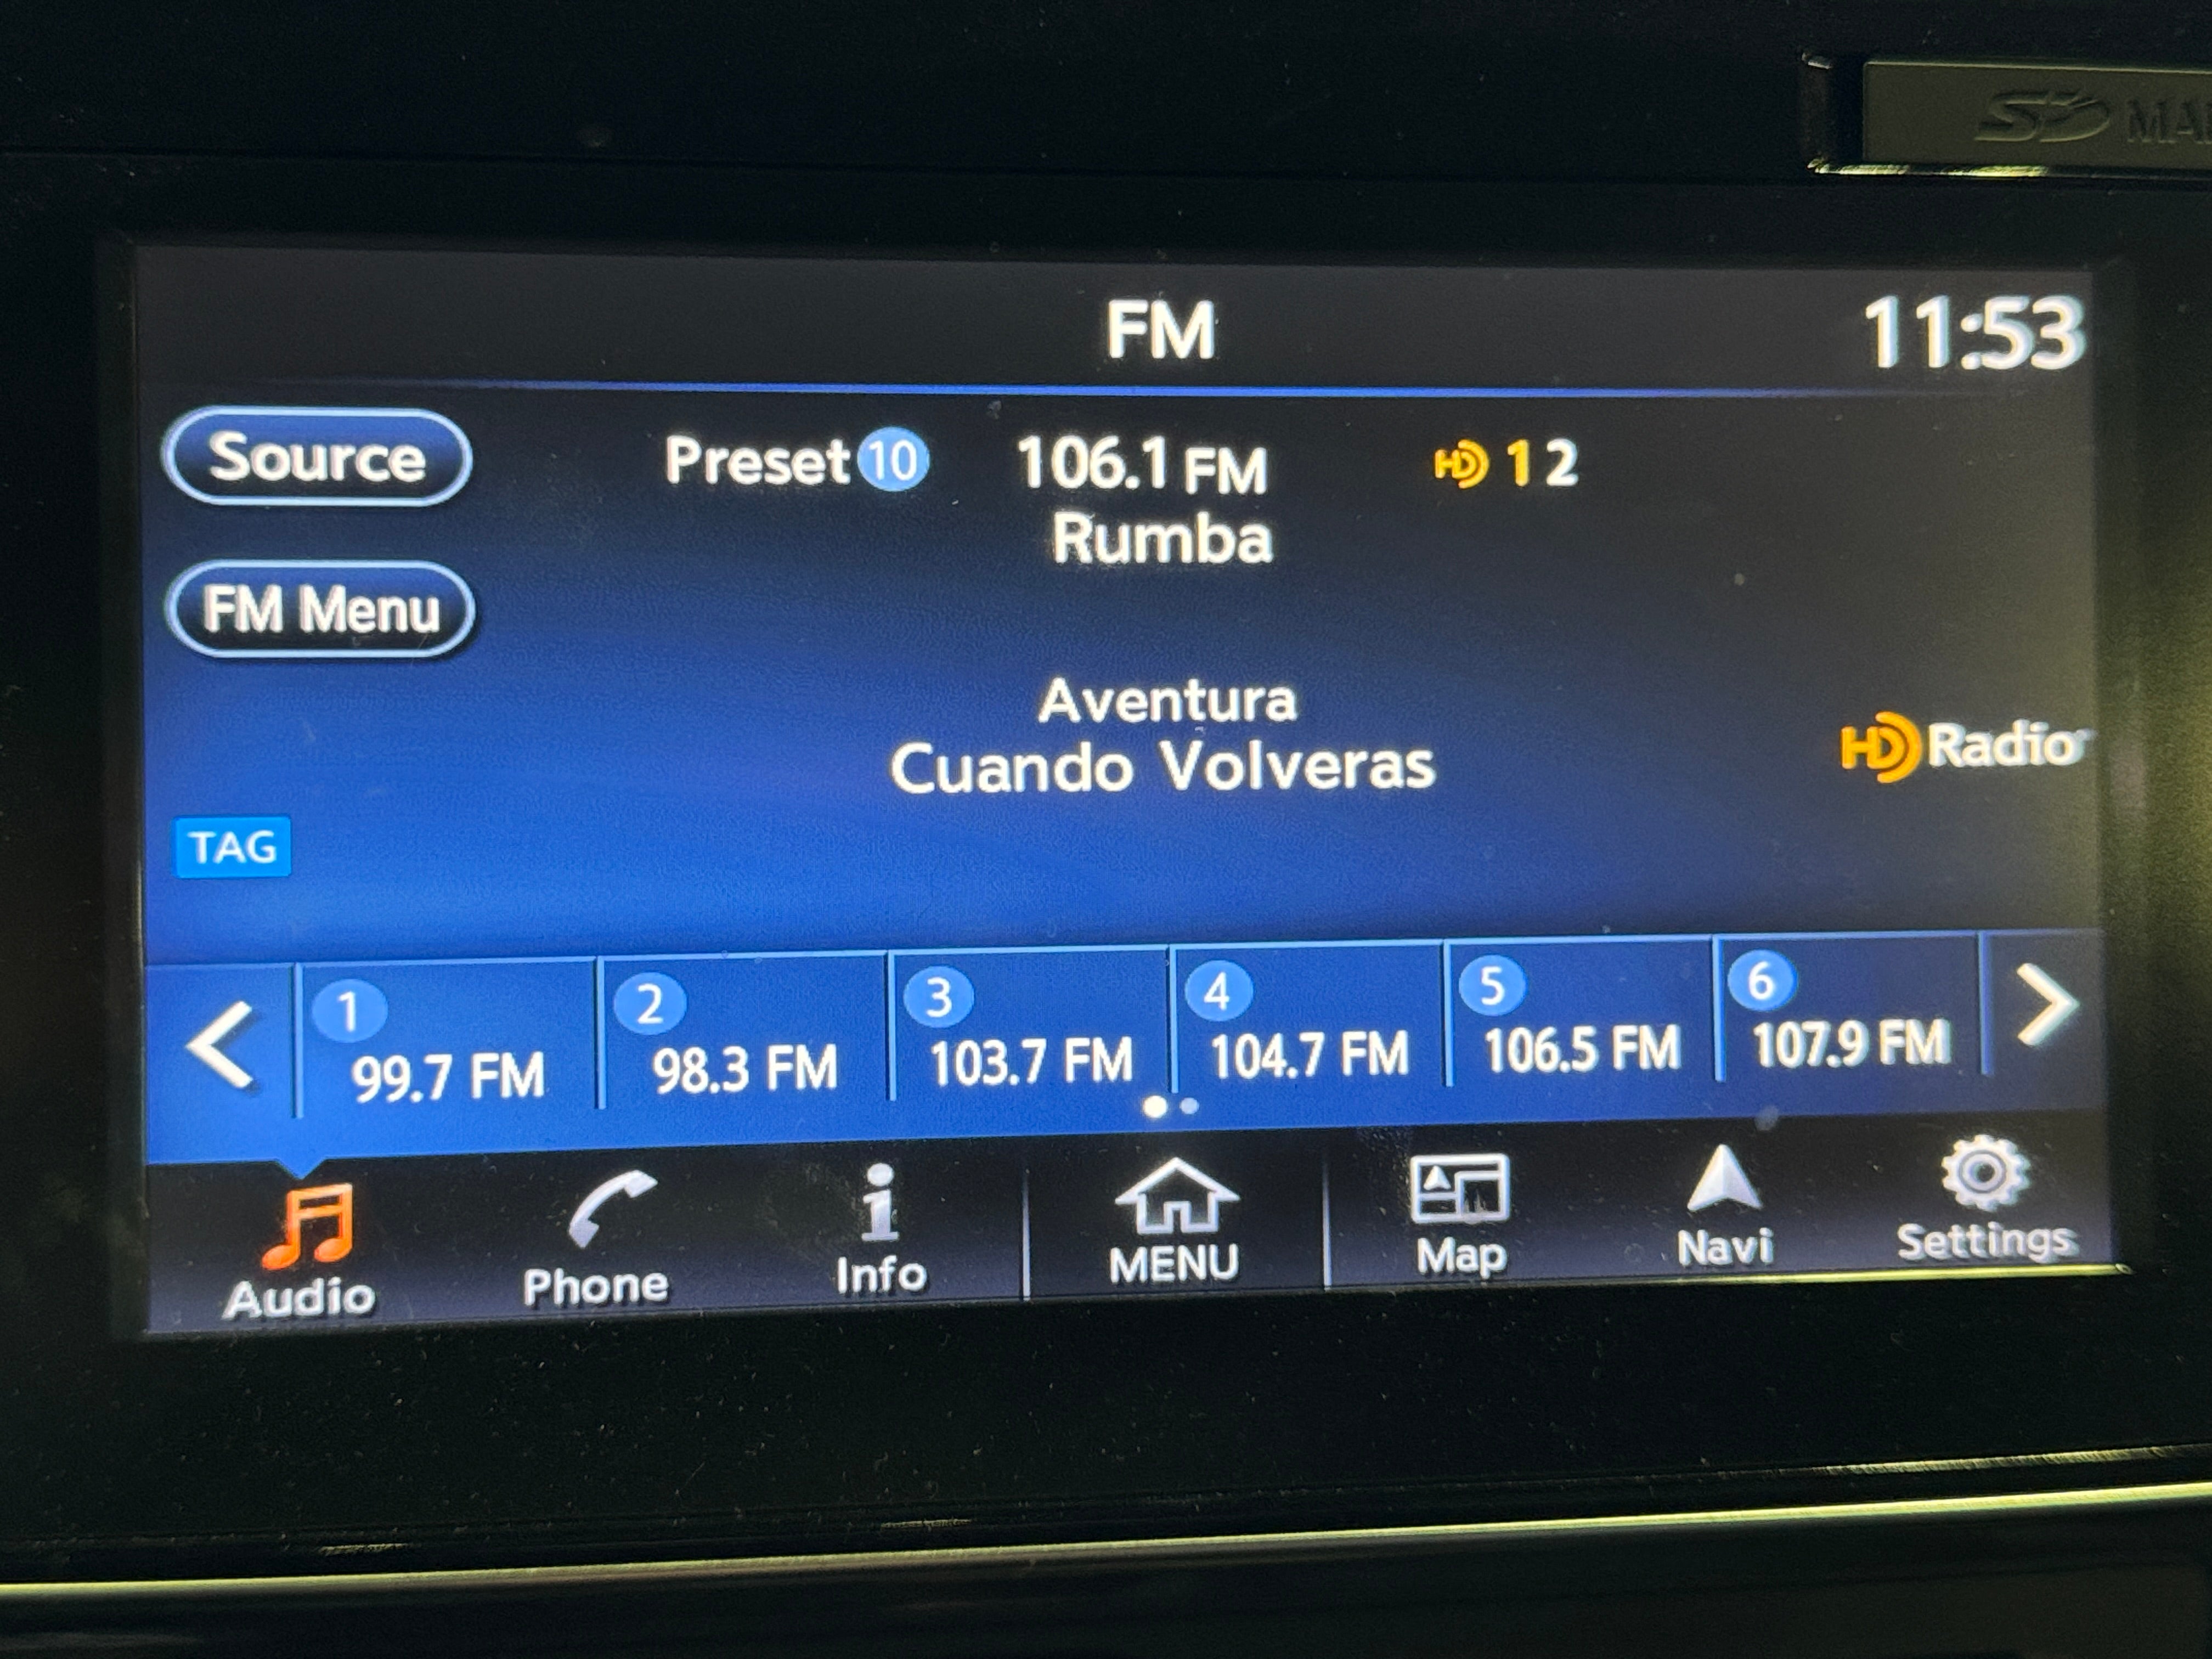 SD MA
FM 11:53
Source Preset 10 106.1 FM HD 1 2
Rumba
FM Menu
Aventura
Cuando Volveras
HD Radio
TAG
1 2 3 4 5 6
99.7 FM 98.3 FM 103.7 FM 104.7 FM 106.5 FM 107.9 FM
Audio Phone Info MENU Map Navi Settings